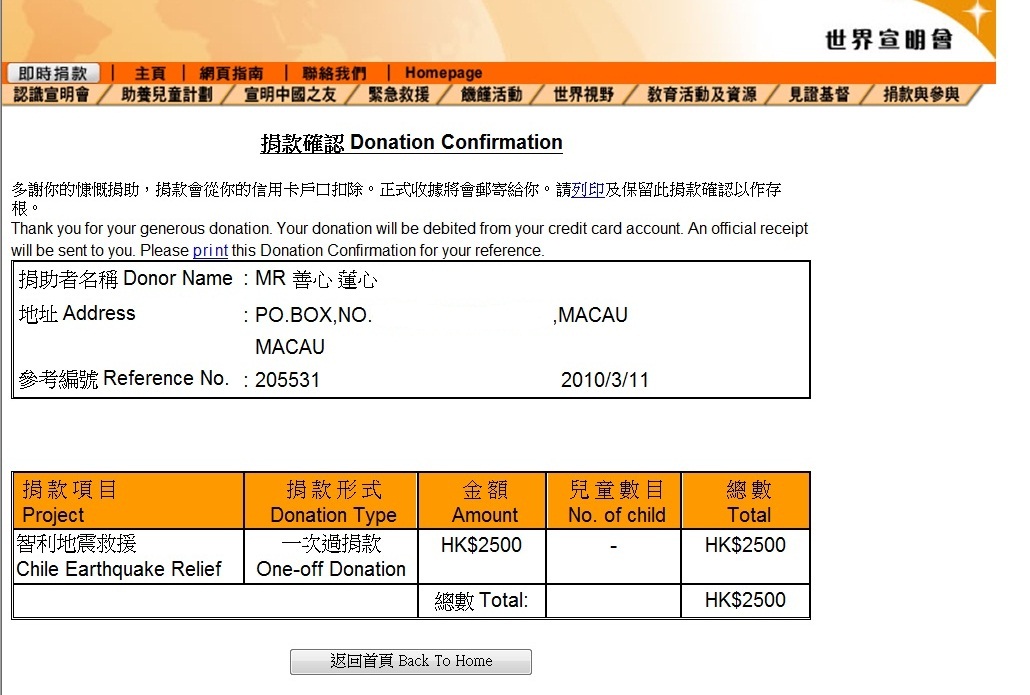 世界宣明會
即時捐款 | 主頁 | 網頁指南 | 聯絡我們 | Homepage
認識宣明會 / 助養兒童計劃 / 宣明中國之友 / 緊急救援 / 饑饉活動 / 世界視野 / 教育活動及資源 / 見證基督 / 捐款與參與
捐款確認 Donation Confirmation
多謝你的慷慨捐助，捐款會從你的信用卡戶口扣除。正式收據將會郵寄給你。請列印及保留此捐款確認以作存
根。
Thank you for your generous donation. Your donation will be debited from your credit card account. An official receipt
will be sent to you. Please print this Donation Confirmation for your reference.
捐助者名稱 Donor Name : MR 善心 蓮心
地址 Address : PO.BOX,NO. ,MACAU
MACAU
參考編號 Reference No. : 205531 2010/3/11
捐款項目 捐款形式 金額 兒童數目 總數
Project Donation Type Amount No. of child Total
智利地震救援 一次過捐款 HK$2500 - HK$2500
Chile Earthquake Relief One-off Donation
總數 Total: HK$2500
返回首頁 Back To Home